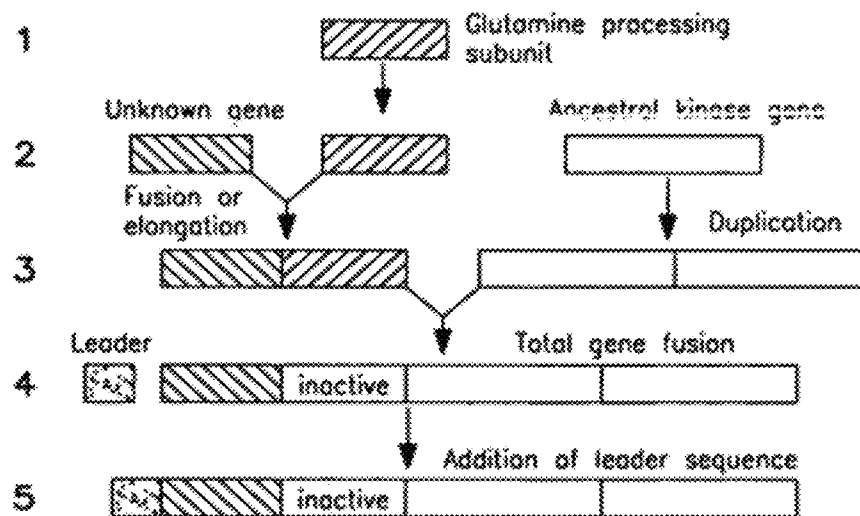 1
Glutamine processing
subunit
Unknown gene
Ancestral kinase gene
2
Fusion or
elongation
Duplication
3
Leader
Total gene fusion
4
inactive
Addition of leader sequence
5
inactive